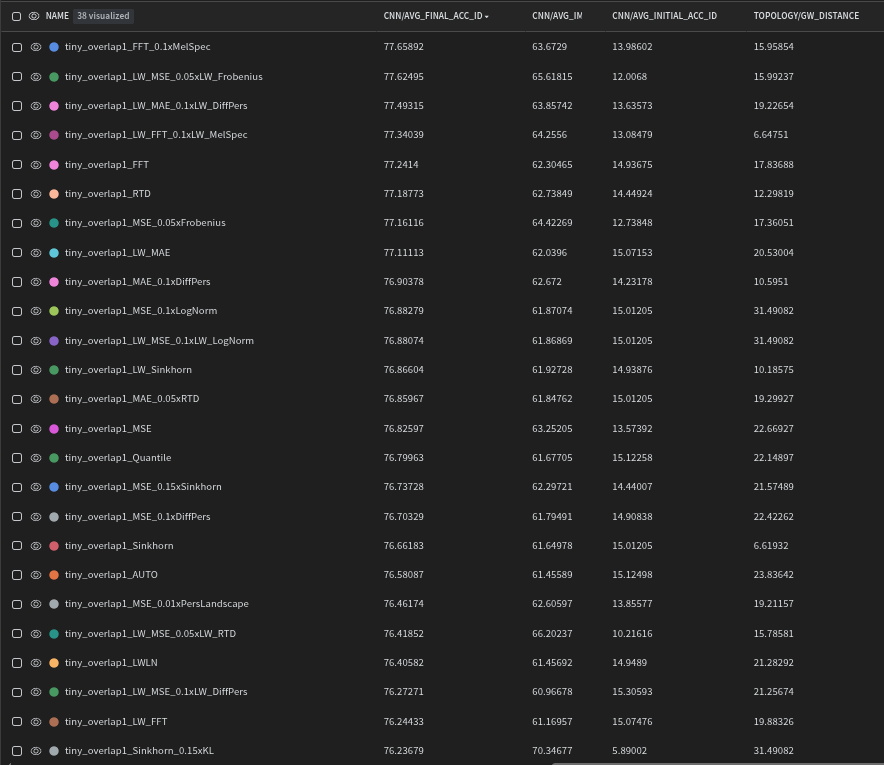 NAME 38 visualized CNN/AVG_FINAL_ACC_ID CNN/AVG_IM CNN/AVG_INITIAL_ACC_ID TOPOLOGY/GW_DISTANCE
tiny_overlap1_FFT_0.1xMelSpec 77.65892 63.6729 13.98602 15.95854
tiny_overlap1_LW_MSE_0.05xLW_Frobenius 77.62495 65.61815 12.0068 15.99237
tiny_overlap1_LW_MAE_0.1xLW_DiffPers 77.49315 63.85742 13.63573 19.22654
tiny_overlap1_LW_FFT_0.1xLW_MelSpec 77.34039 64.2556 13.08479 6.64751
tiny_overlap1_FFT 77.2414 62.30465 14.93675 17.83688
tiny_overlap1_RTD 77.18773 62.73849 14.44924 12.29819
tiny_overlap1_MSE_0.05xFrobenius 77.16116 64.42269 12.73848 17.36051
tiny_overlap1_LW_MAE 77.11113 62.0396 15.07153 20.53004
tiny_overlap1_MAE_0.1xDiffPers 76.90378 62.672 14.23178 10.5951
tiny_overlap1_MSE_0.1xLogNorm 76.88279 61.87074 15.01205 31.49082
tiny_overlap1_LW_MSE_0.1xLW_LogNorm 76.88074 61.86869 15.01205 31.49082
tiny_overlap1_LW_Sinkhorn 76.86604 61.92728 14.93876 10.18575
tiny_overlap1_MAE_0.05xRTD 76.85967 61.84762 15.01205 19.29927
tiny_overlap1_MSE 76.82597 63.25205 13.57392 22.66927
tiny_overlap1_Quantile 76.79963 61.67705 15.12258 22.14897
tiny_overlap1_MSE_0.15xSinkhorn 76.73728 62.29721 14.44007 21.57489
tiny_overlap1_MSE_0.1xDiffPers 76.70329 61.79491 14.90838 22.42262
tiny_overlap1_Sinkhorn 76.66183 61.64978 15.01205 6.61932
tiny_overlap1_AUTO 76.58087 61.45589 15.12498 23.83642
tiny_overlap1_MSE_0.01xPersLandscape 76.46174 62.60597 13.85577 19.21157
tiny_overlap1_LW_MSE_0.05xLW_RTD 76.41852 66.20237 10.21616 15.78581
tiny_overlap1_LWLN 76.40582 61.45692 14.9489 21.28292
tiny_overlap1_LW_MSE_0.1xLW_DiffPers 76.27271 60.96678 15.30593 21.25674
tiny_overlap1_LW_FFT 76.24433 61.16957 15.07476 19.88326
tiny_overlap1_Sinkhorn_0.15xKL 76.23679 70.34677 5.89002 31.49082